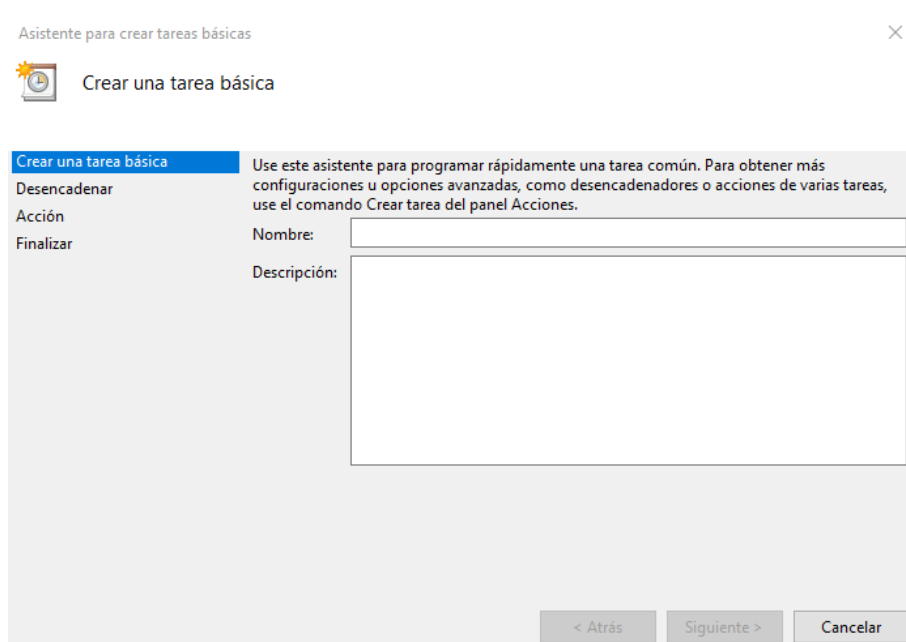 Asistente para crear tareas básicas
Crear una tarea básica
Crear una tarea básica
Desencadenar
Acción
Finalizar
Use este asistente para programar rápidamente una tarea común. Para obtener más
configuraciones u opciones avanzadas, como desencadenadores o acciones de varias tareas,
use el comando Crear tarea del panel Acciones.
Nombre:
Descripción:
< Atrás
Siguiente >
Cancelar